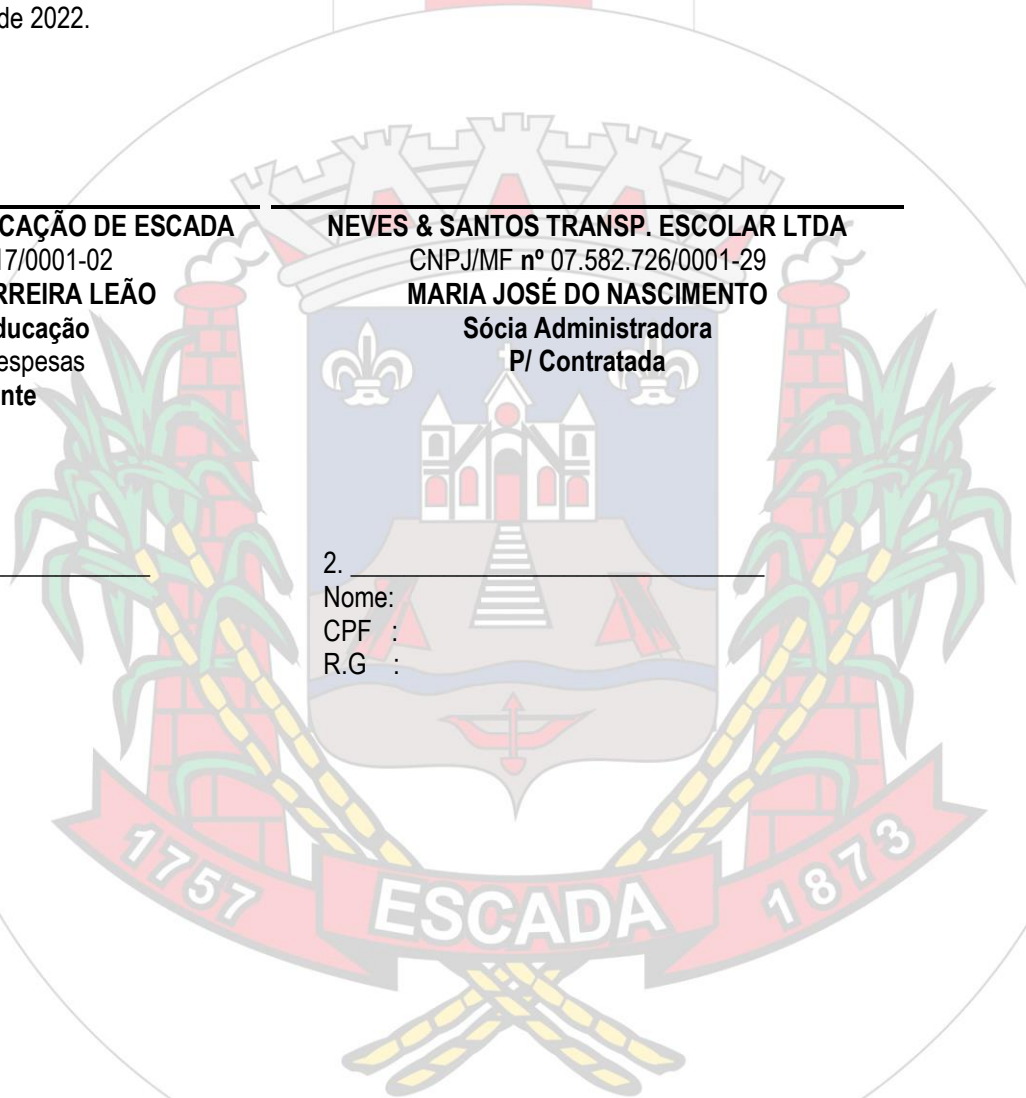 de 2022.
CAÇÃO DE ESCADA
17/0001-02
RREIRA LEÃO
ducação
espesas
nte
NEVES & SANTOS TRANSP. ESCOLAR LTDA
CNPJ/MF nº 07.582.726/0001-29
MARIA JOSÉ DO NASCIMENTO
Sócia Administradora
P/ Contratada
2. ____________________________________
Nome:
CPF :
R.G :
1757
ESCADA
1873